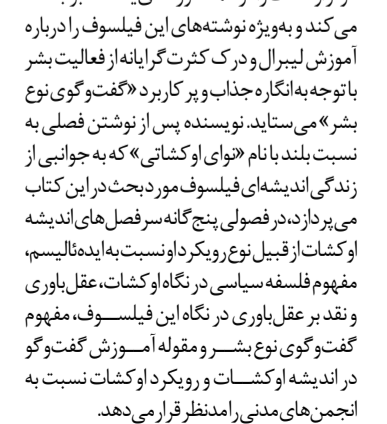 می‌کند و به‌ویژه نوشته‌های این فیلسوف را درباره
آموزش لیبرال و درک کثرت گرایانه از فعالیت بشر
با توجه به انگاره جذاب و پر کاربرد «گفت‌وگوی نوع
بشر» می‌ستاید. نویسنده پس از نوشتن فصلی به
نسبت بلند با نام «نوای اوکشاتی» که به جوانبی از
زندگی اندیشه‌ای فیلسوف مورد بحث در این کتاب
می‌پردازد، در فصولی پنج‌گانه سرفصل‌های اندیشه
اوکشات از قبیل نوع رویکرد او نسبت به ایده‌ئالیسم،
مفهوم فلسفه سیاسی در نگاه اوکشات، عقل‌باوری
و نقد بر عقل‌باوری در نگاه این فیلسوف، مفهوم
گفت‌وگوی نوع بشر و مقوله آموزش گفت‌وگو
در اندیشه اوکشات و رویکرد اوکشات نسبت به
انجمن‌های مدنی را مدنظر قرار می‌دهد.